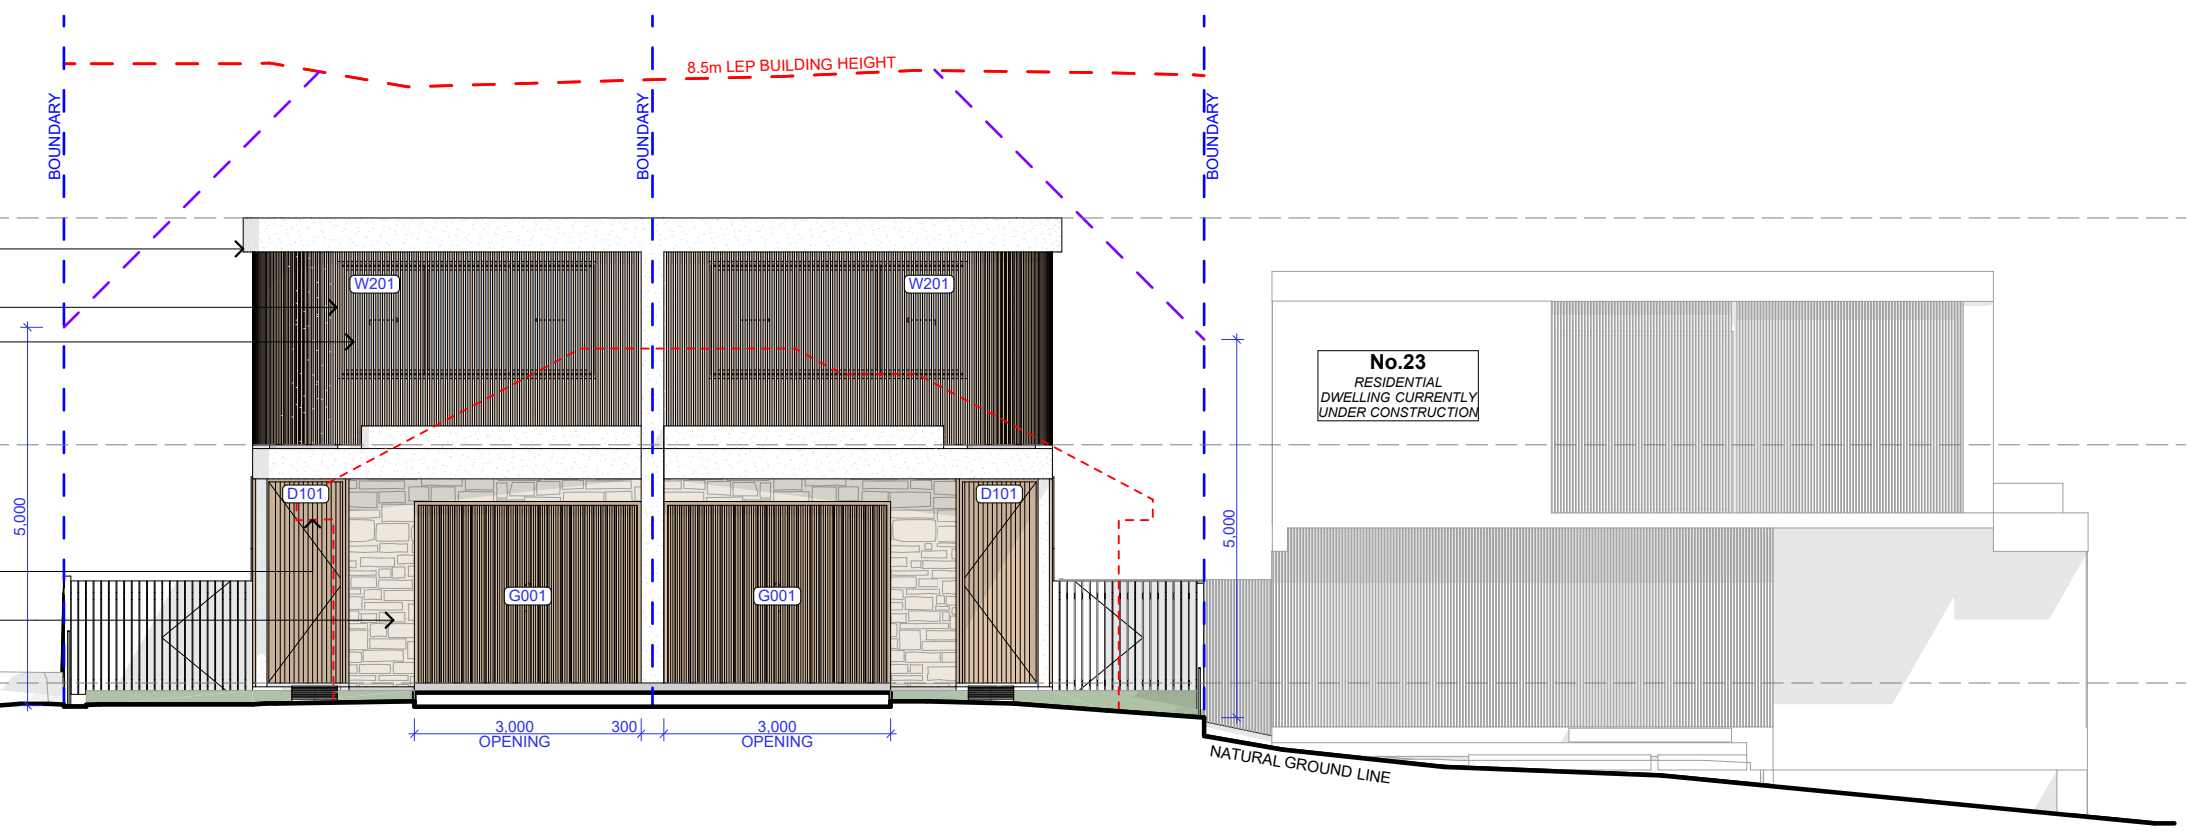 8.5m LEP BUILDING HEIGHT
BOUNDARY
BOUNDARY
BOUNDARY
W201
W201
No.23
RESIDENTIAL
DWELLING CURRENTLY
UNDER CONSTRUCTION
D101
D101
5,000
5,000
G001
G001
3,000
OPENING
300
3,000
OPENING
NATURAL GROUND LINE